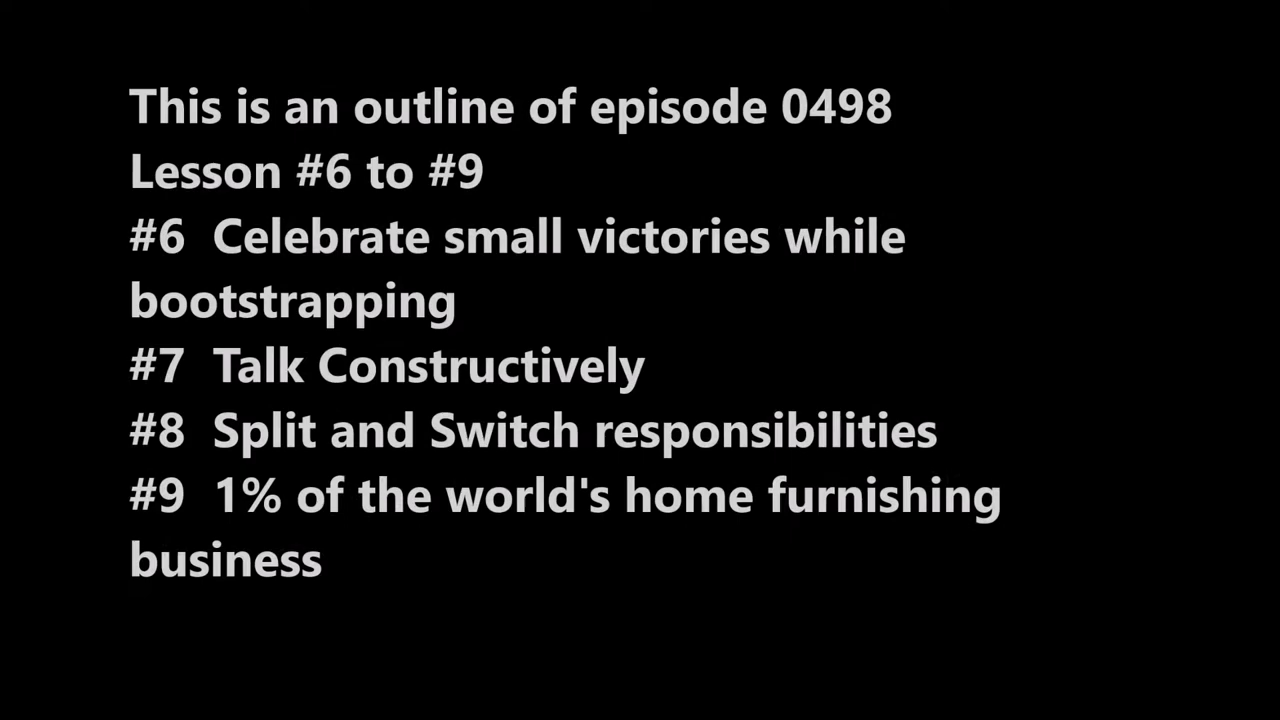 This is an outline of episode 0498
Lesson #6 to #9
#6  Celebrate small victories while
bootstrapping
#7  Talk Constructively
#8  Split and Switch responsibilities
#9  1% of the world's home furnishing
business